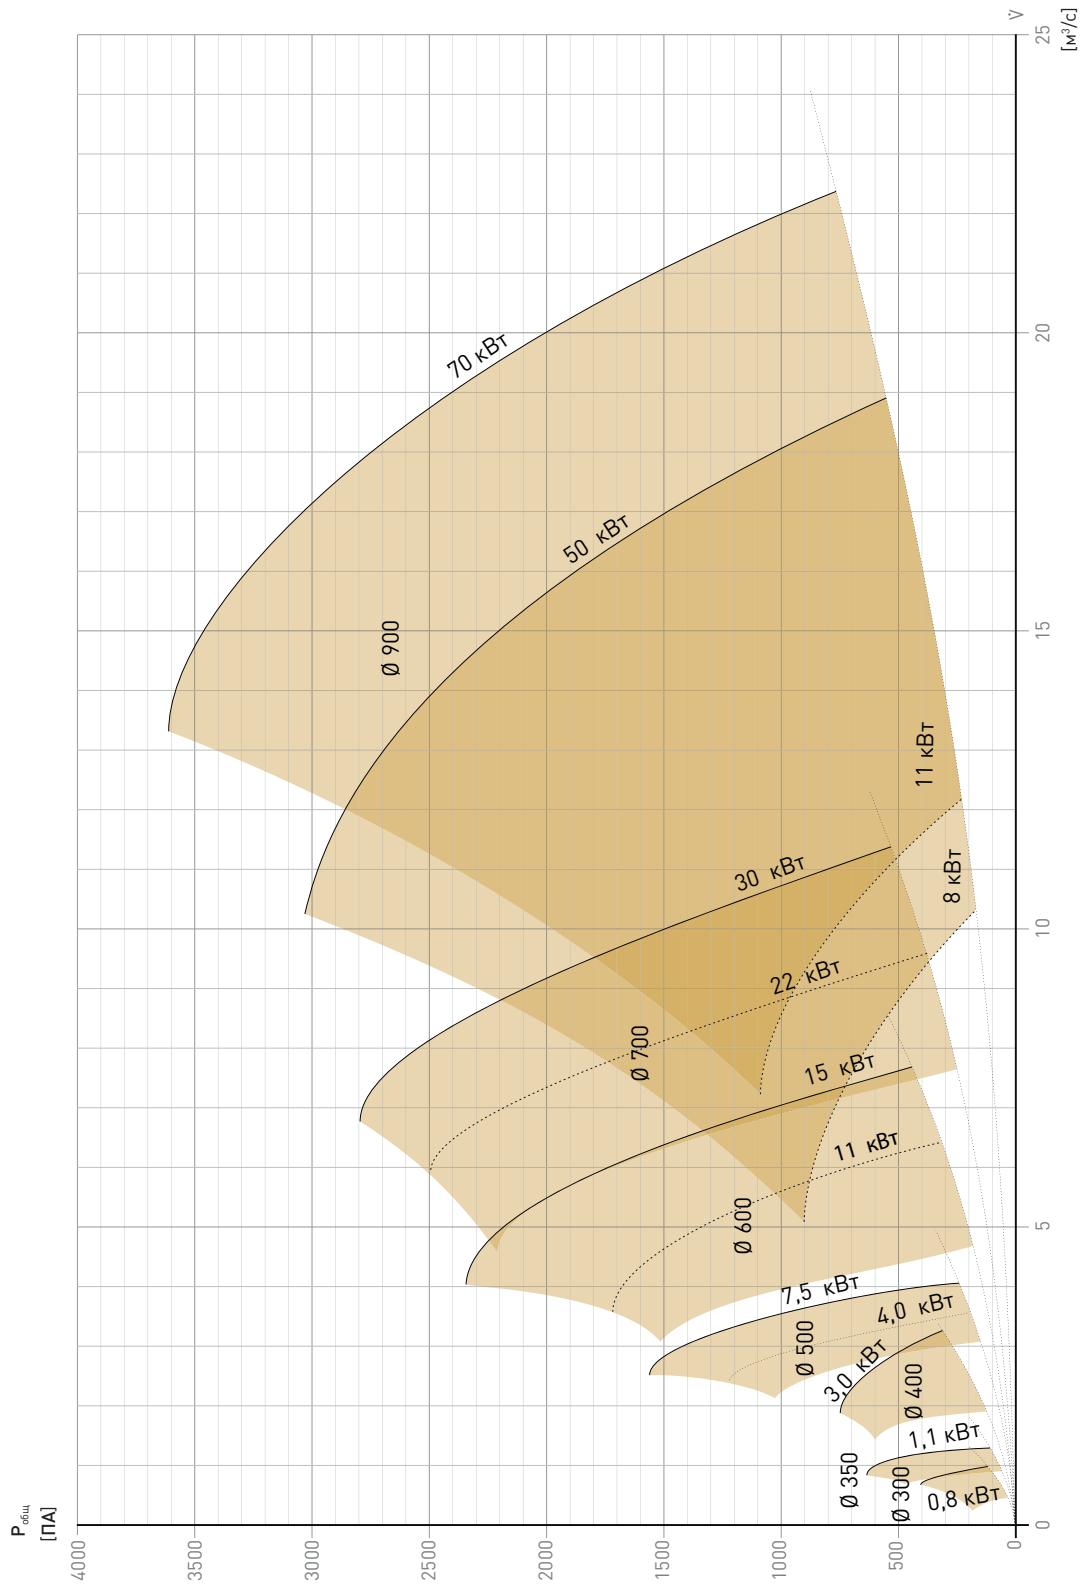 Pобщ
[ПА]
4000
3500
3000
2500
2000
1500
1000
500
0
0
5
10
15
20
25
V̇
[м³/с]
70 кВт
50 кВт
Ø 900
11 кВт
8 кВт
30 кВт
22 кВт
Ø 700
15 кВт
11 кВт
Ø 600
7,5 кВт
4,0 кВт
Ø 500
3,0 кВт
Ø 400
1,1 кВт
Ø 350
Ø 300
0,8 кВт